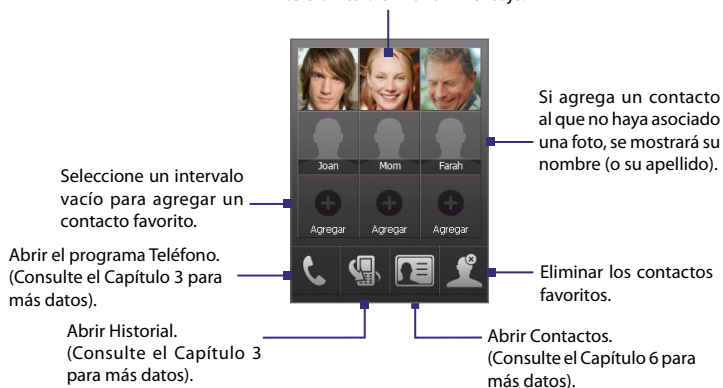 Si agrega un contacto
al que no haya asociado
una foto, se mostrará su
nombre (o su apellido).
Joan Mom Farah
Seleccione un intervalo
vacío para agregar un
contacto favorito.
Agregar Agregar Agregar
Abrir el programa Teléfono.
(Consulte el Capítulo 3 para
más datos).
Eliminar los contactos
favoritos.
Abrir Historial.
(Consulte el Capítulo 3
para más datos).
Abrir Contactos.
(Consulte el Capítulo 6 para
más datos).